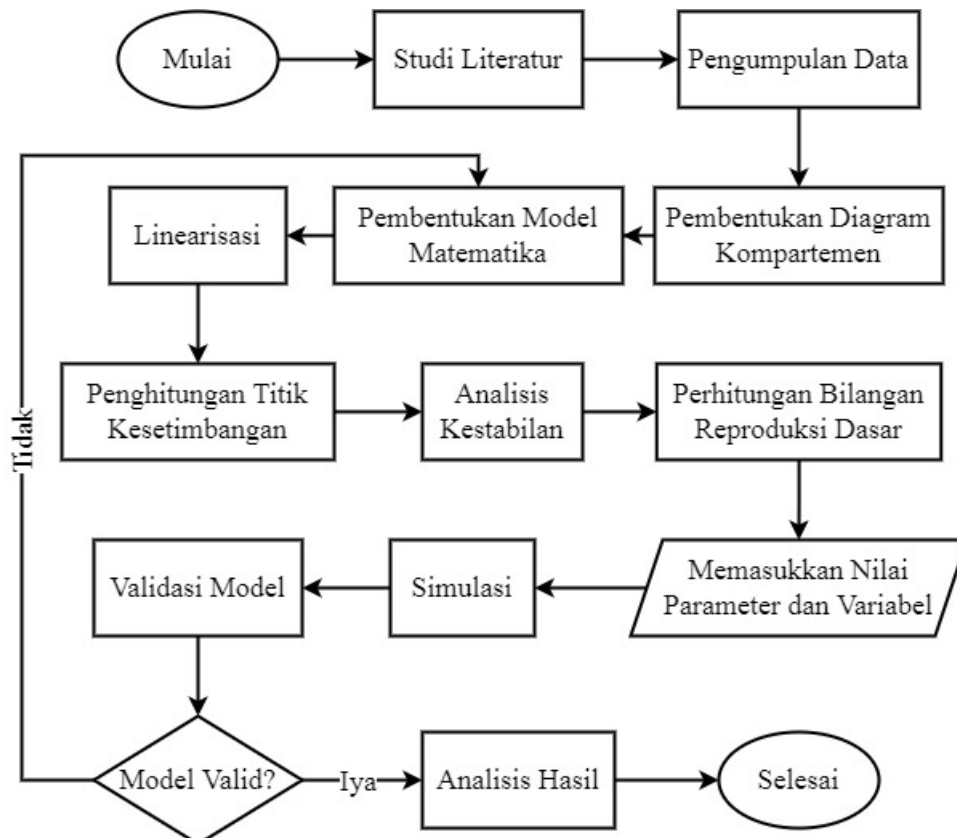 Mulai
Studi Literatur
Pengumpulan Data
Pembentukan Diagram
Kompartemen
Pembentukan Model
Matematika
Linearisasi
Penghitungan Titik
Kesetimbangan
Analisis
Kestabilan
Perhitungan Bilangan
Reproduksi Dasar
Memasukkan Nilai
Parameter dan Variabel
Simulasi
Validasi Model
Model Valid?
Tidak
Iya
Analisis Hasil
Selesai